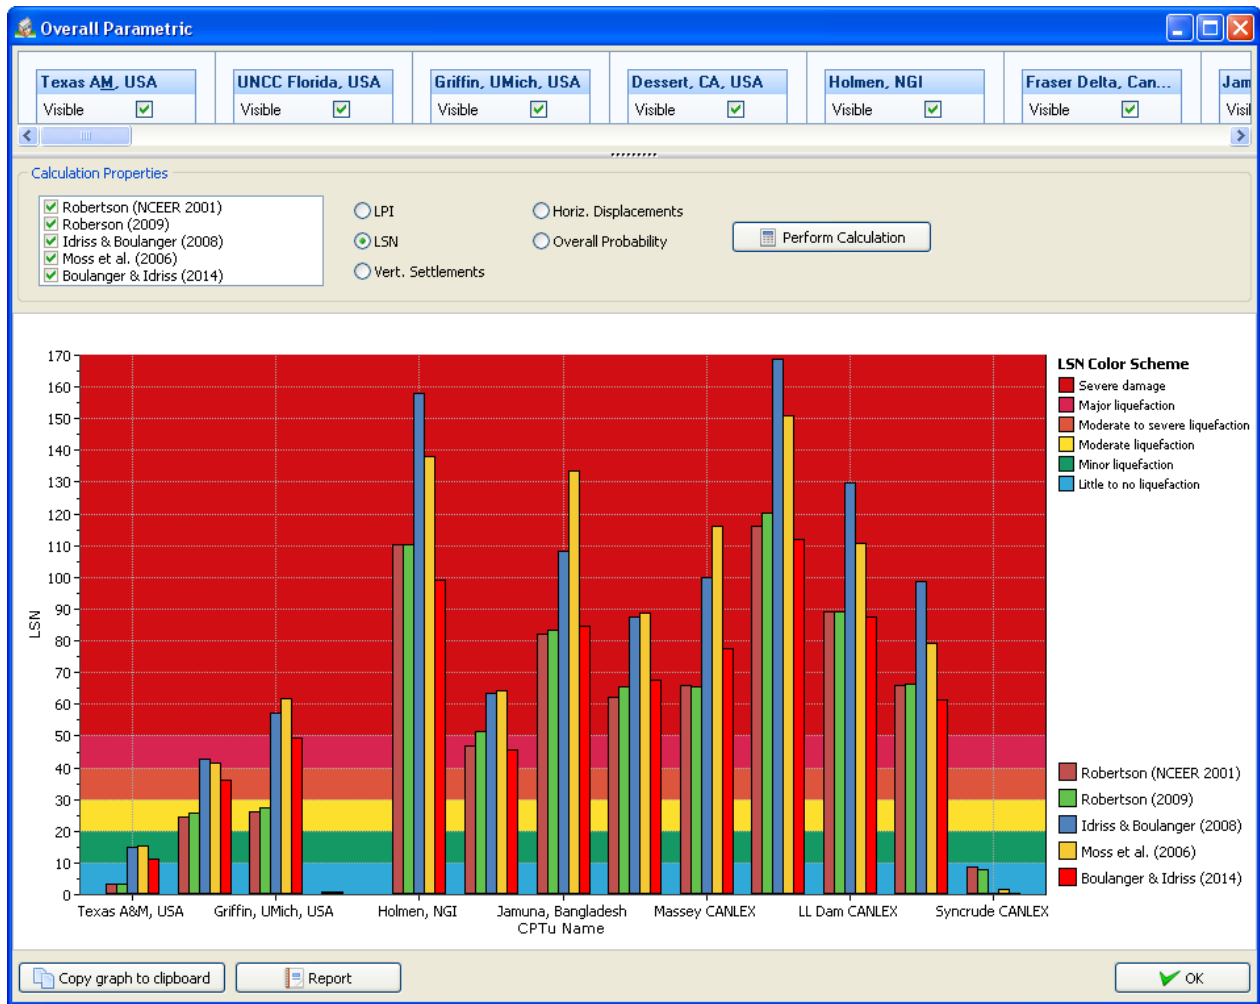 Overall Parametric
Texas AM, USA
Visible
UNCC Florida, USA
Visible
Griffin, UMich, USA
Visible
Dessert, CA, USA
Visible
Holmen, NGI
Visible
Fraser Delta, Can...
Visible
Jam
Visil
Calculation Properties
Robertson (NCEER 2001)
Roberson (2009)
Idriss & Boulanger (2008)
Moss et al. (2006)
Boulanger & Idriss (2014)
LPI
LSN
Vert. Settlements
Horiz. Displacements
Overall Probability
Perform Calculation
170
160
150
140
130
120
110
100
90
80
70
60
50
40
30
20
10
0
LSN
Texas A&M, USA
Griffin, UMich, USA
Holmen, NGI
Jamuna, Bangladesh
Massey CANLEX
LL Dam CANLEX
Syncrude CANLEX
CPTu Name
LSN Color Scheme
Severe damage
Major liquefaction
Moderate to severe liquefaction
Moderate liquefaction
Minor liquefaction
Little to no liquefaction
Robertson (NCEER 2001)
Robertson (2009)
Idriss & Boulanger (2008)
Moss et al. (2006)
Boulanger & Idriss (2014)
Copy graph to clipboard
Report
OK